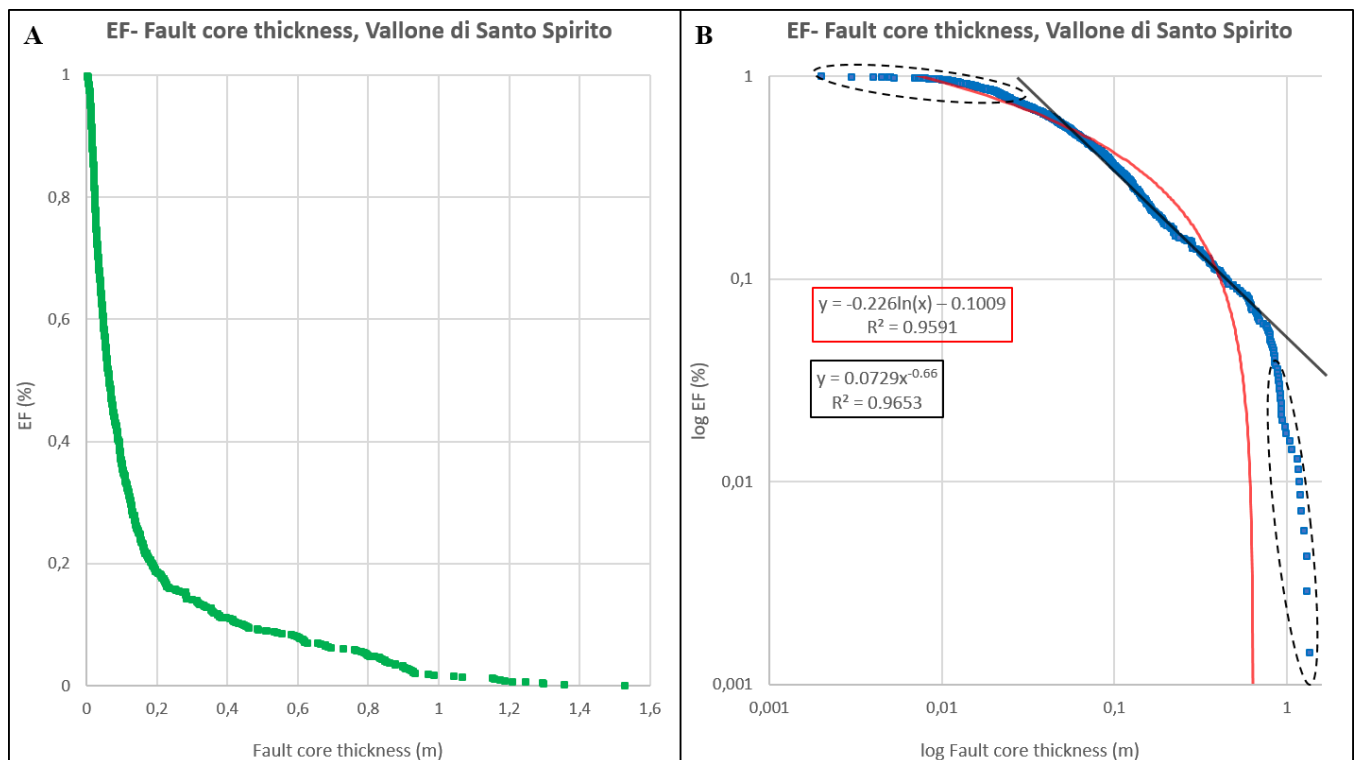 A
EF- Fault core thickness, Vallone di Santo Spirito
EF (%)
1
0,8
0,6
0,4
0,2
0
0
0,2
0,4
0,6
0,8
1
1,2
1,4
1,6
Fault core thickness (m)
B
EF- Fault core thickness, Vallone di Santo Spirito
log EF (%)
1
0,1
0,01
0,001
y = -0.226ln(x) – 0.1009
R² = 0.9591
y = 0.0729x⁻⁰·⁶⁶
R² = 0.9653
0,001
0,01
0,1
1
log Fault core thickness (m)